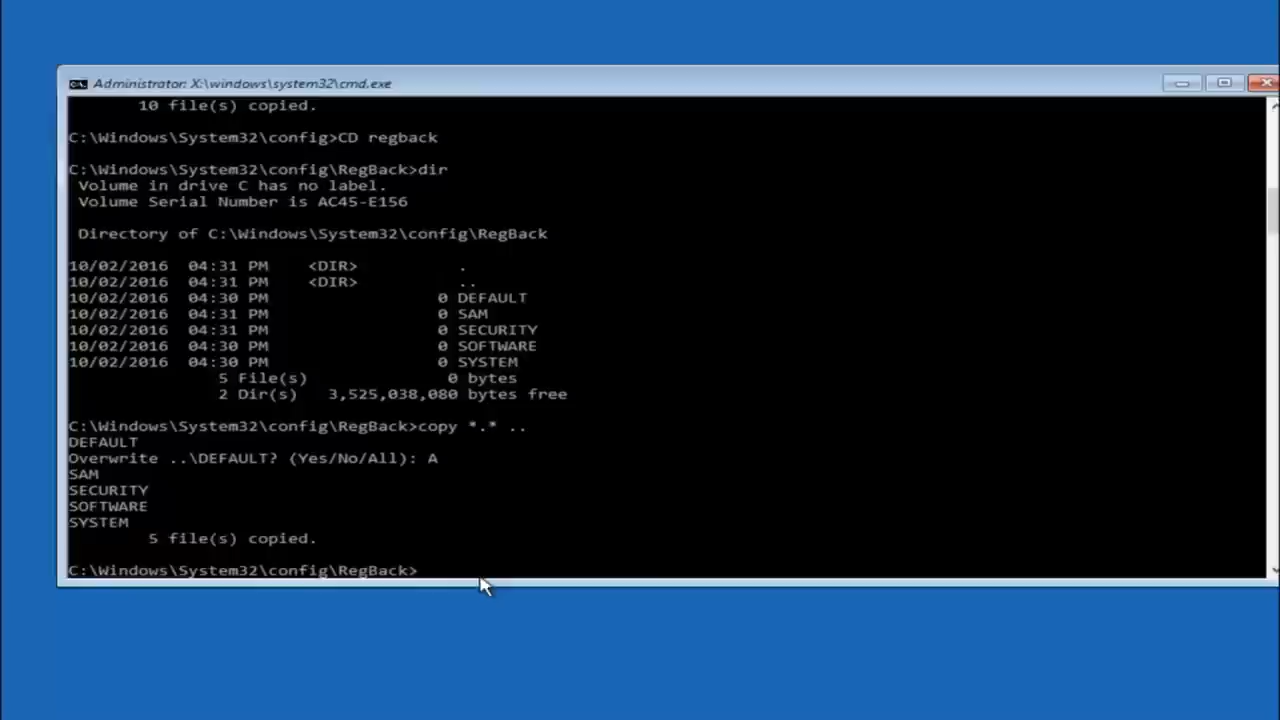 Administrator: X:\windows\system32\cmd.exe
10 file(s) copied.
C:\Windows\System32\config>CD regback
C:\Windows\System32\config\RegBack>dir
Volume in drive C has no label.
Volume Serial Number is AC45-E156
Directory of C:\Windows\System32\config\RegBack
10/02/2016  04:31 PM    <DIR>          .
10/02/2016  04:31 PM    <DIR>          ..
10/02/2016  04:30 PM                 0 DEFAULT
10/02/2016  04:31 PM                 0 SAM
10/02/2016  04:31 PM                 0 SECURITY
10/02/2016  04:30 PM                 0 SOFTWARE
10/02/2016  04:30 PM                 0 SYSTEM
5 File(s)              0 bytes
2 Dir(s)   3,525,038,080 bytes free
C:\Windows\System32\config\RegBack>copy *.* ..
DEFAULT
Overwrite ..\DEFAULT? (Yes/No/All): A
SAM
SECURITY
SOFTWARE
SYSTEM
5 file(s) copied.
C:\Windows\System32\config\RegBack>